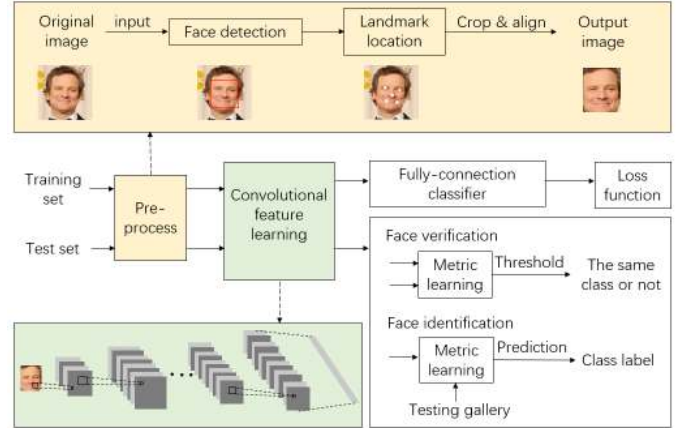 Original
image
input
Face detection
Landmark
location
Crop & align
Output
image
Training
set
Test set
Pre-
process
Convolutional
feature
learning
Fully-connection
classifier
Loss
function
Face verification
Metric
learning
Threshold
The same
class or not
Face identification
Metric
learning
Prediction
Class label
Testing gallery